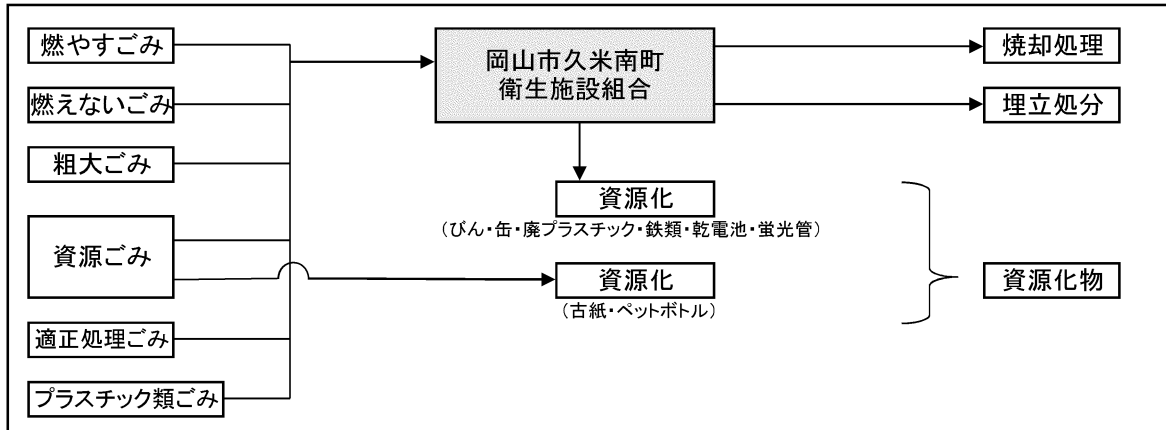 燃やすごみ
燃えないごみ
粗大ごみ
資源ごみ
適正処理ごみ
プラスチック類ごみ
岡山市久米南町
衛生施設組合
資源化
(びん・缶・廃プラスチック・鉄類・乾電池・蛍光管)
資源化
(古紙・ペットボトル)
焼却処理
埋立処分
資源化物